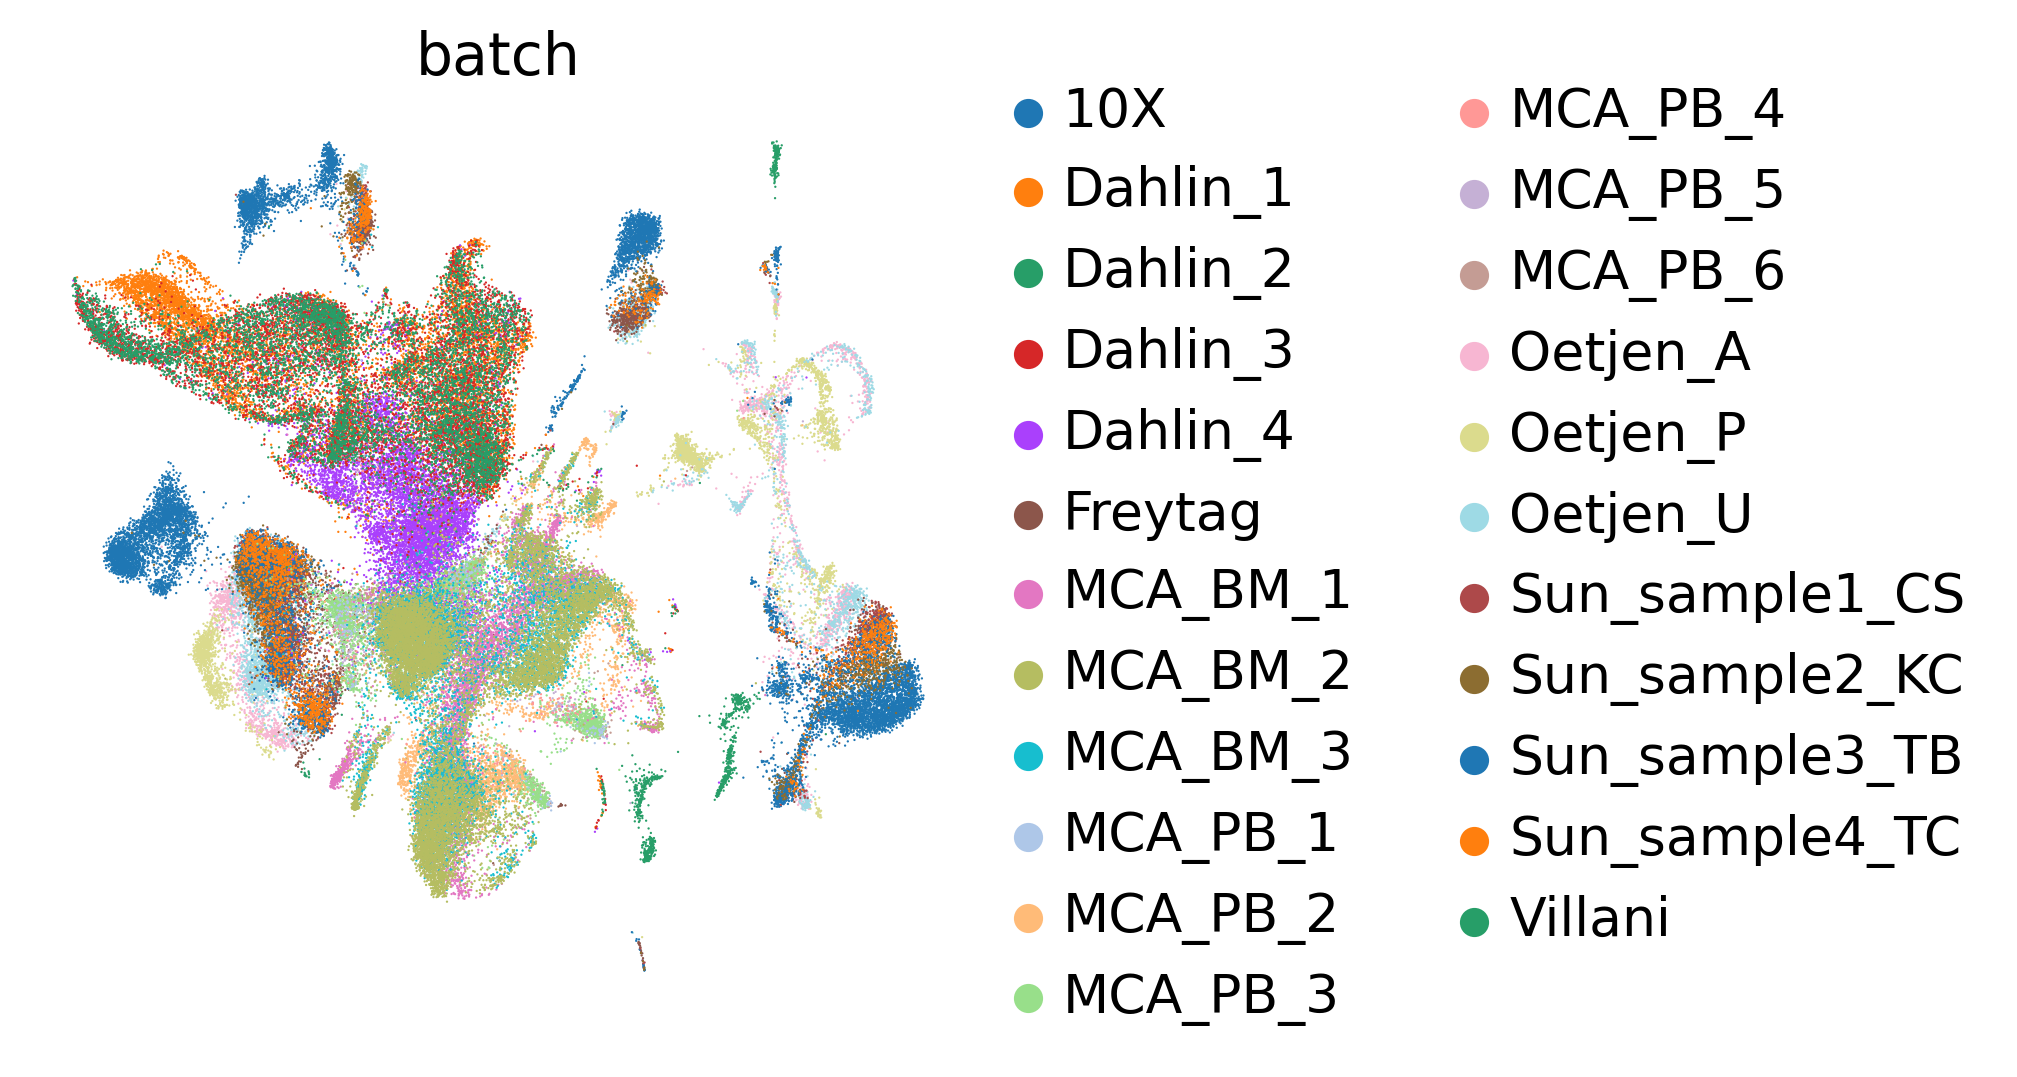 batch
10X
Dahlin_1
Dahlin_2
Dahlin_3
Dahlin_4
Freytag
MCA_BM_1
MCA_BM_2
MCA_BM_3
MCA_PB_1
MCA_PB_2
MCA_PB_3
MCA_PB_4
MCA_PB_5
MCA_PB_6
Oetjen_A
Oetjen_P
Oetjen_U
Sun_sample1_CS
Sun_sample2_KC
Sun_sample3_TB
Sun_sample4_TC
Villani